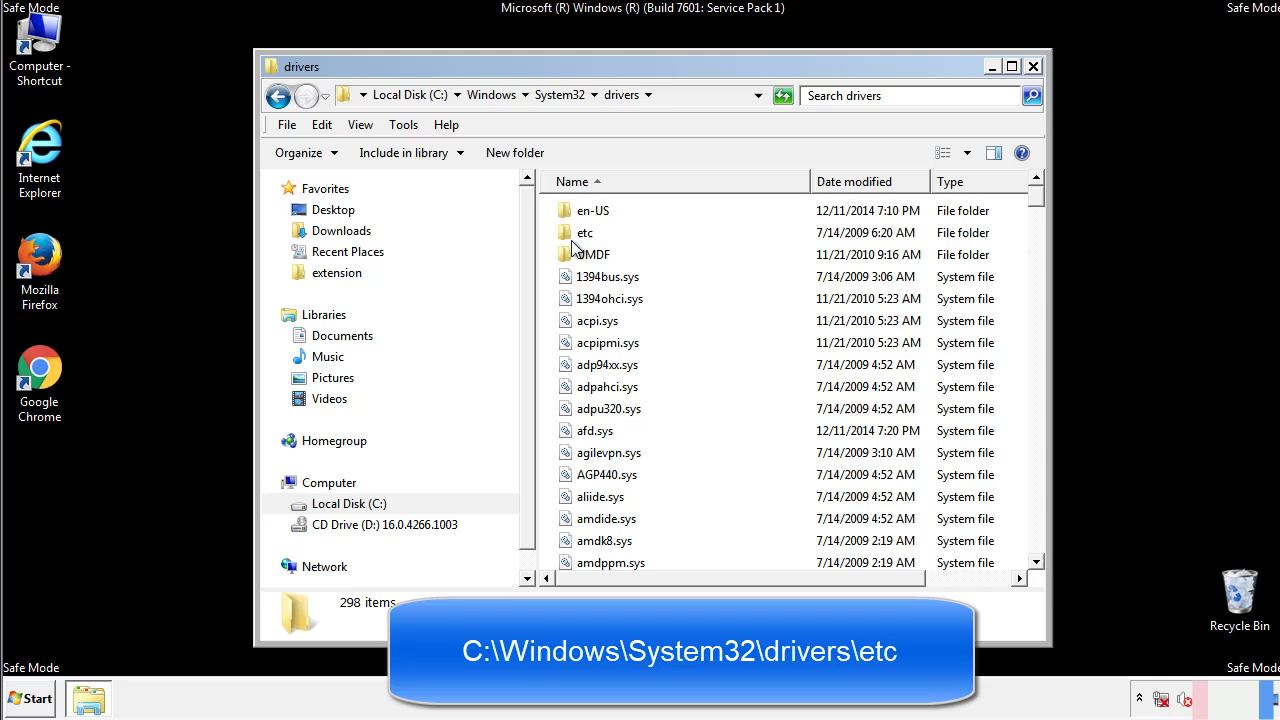 Safe Mode
Microsoft (R) Windows (R) (Build 7601: Service Pack 1)
Safe Mode
Computer -
Shortcut
Internet
Explorer
Mozilla
Firefox
Google
Chrome
drivers
Local Disk (C:) Windows System32 drivers
Search drivers
File Edit View Tools Help
Organize Include in library New folder
Favorites
Desktop
Downloads
Recent Places
extension
Libraries
Documents
Music
Pictures
Videos
Homegroup
Computer
Local Disk (C:)
CD Drive (D:) 16.0.4266.1003
Network
Name Date modified Type
en-US 12/11/2014 7:10 PM File folder
etc 7/14/2009 6:20 AM File folder
UMDF 11/21/2010 9:16 AM File folder
1394bus.sys 7/14/2009 3:06 AM System file
1394ohci.sys 11/21/2010 5:23 AM System file
acpi.sys 11/21/2010 5:23 AM System file
acpipmi.sys 11/21/2010 5:23 AM System file
adp94xx.sys 7/14/2009 4:52 AM System file
adpahci.sys 7/14/2009 4:52 AM System file
adpu320.sys 7/14/2009 4:52 AM System file
afd.sys 12/11/2014 7:20 PM System file
agilevpn.sys 7/14/2009 3:10 AM System file
AGP440.sys 7/14/2009 4:52 AM System file
aliide.sys 7/14/2009 4:52 AM System file
amdide.sys 7/14/2009 4:52 AM System file
amdk8.sys 7/14/2009 2:19 AM System file
amdppm.sys 7/14/2009 2:19 AM System file
298 items
C:\Windows\System32\drivers\etc
Recycle Bin
Safe Mode
Safe Mode
Start